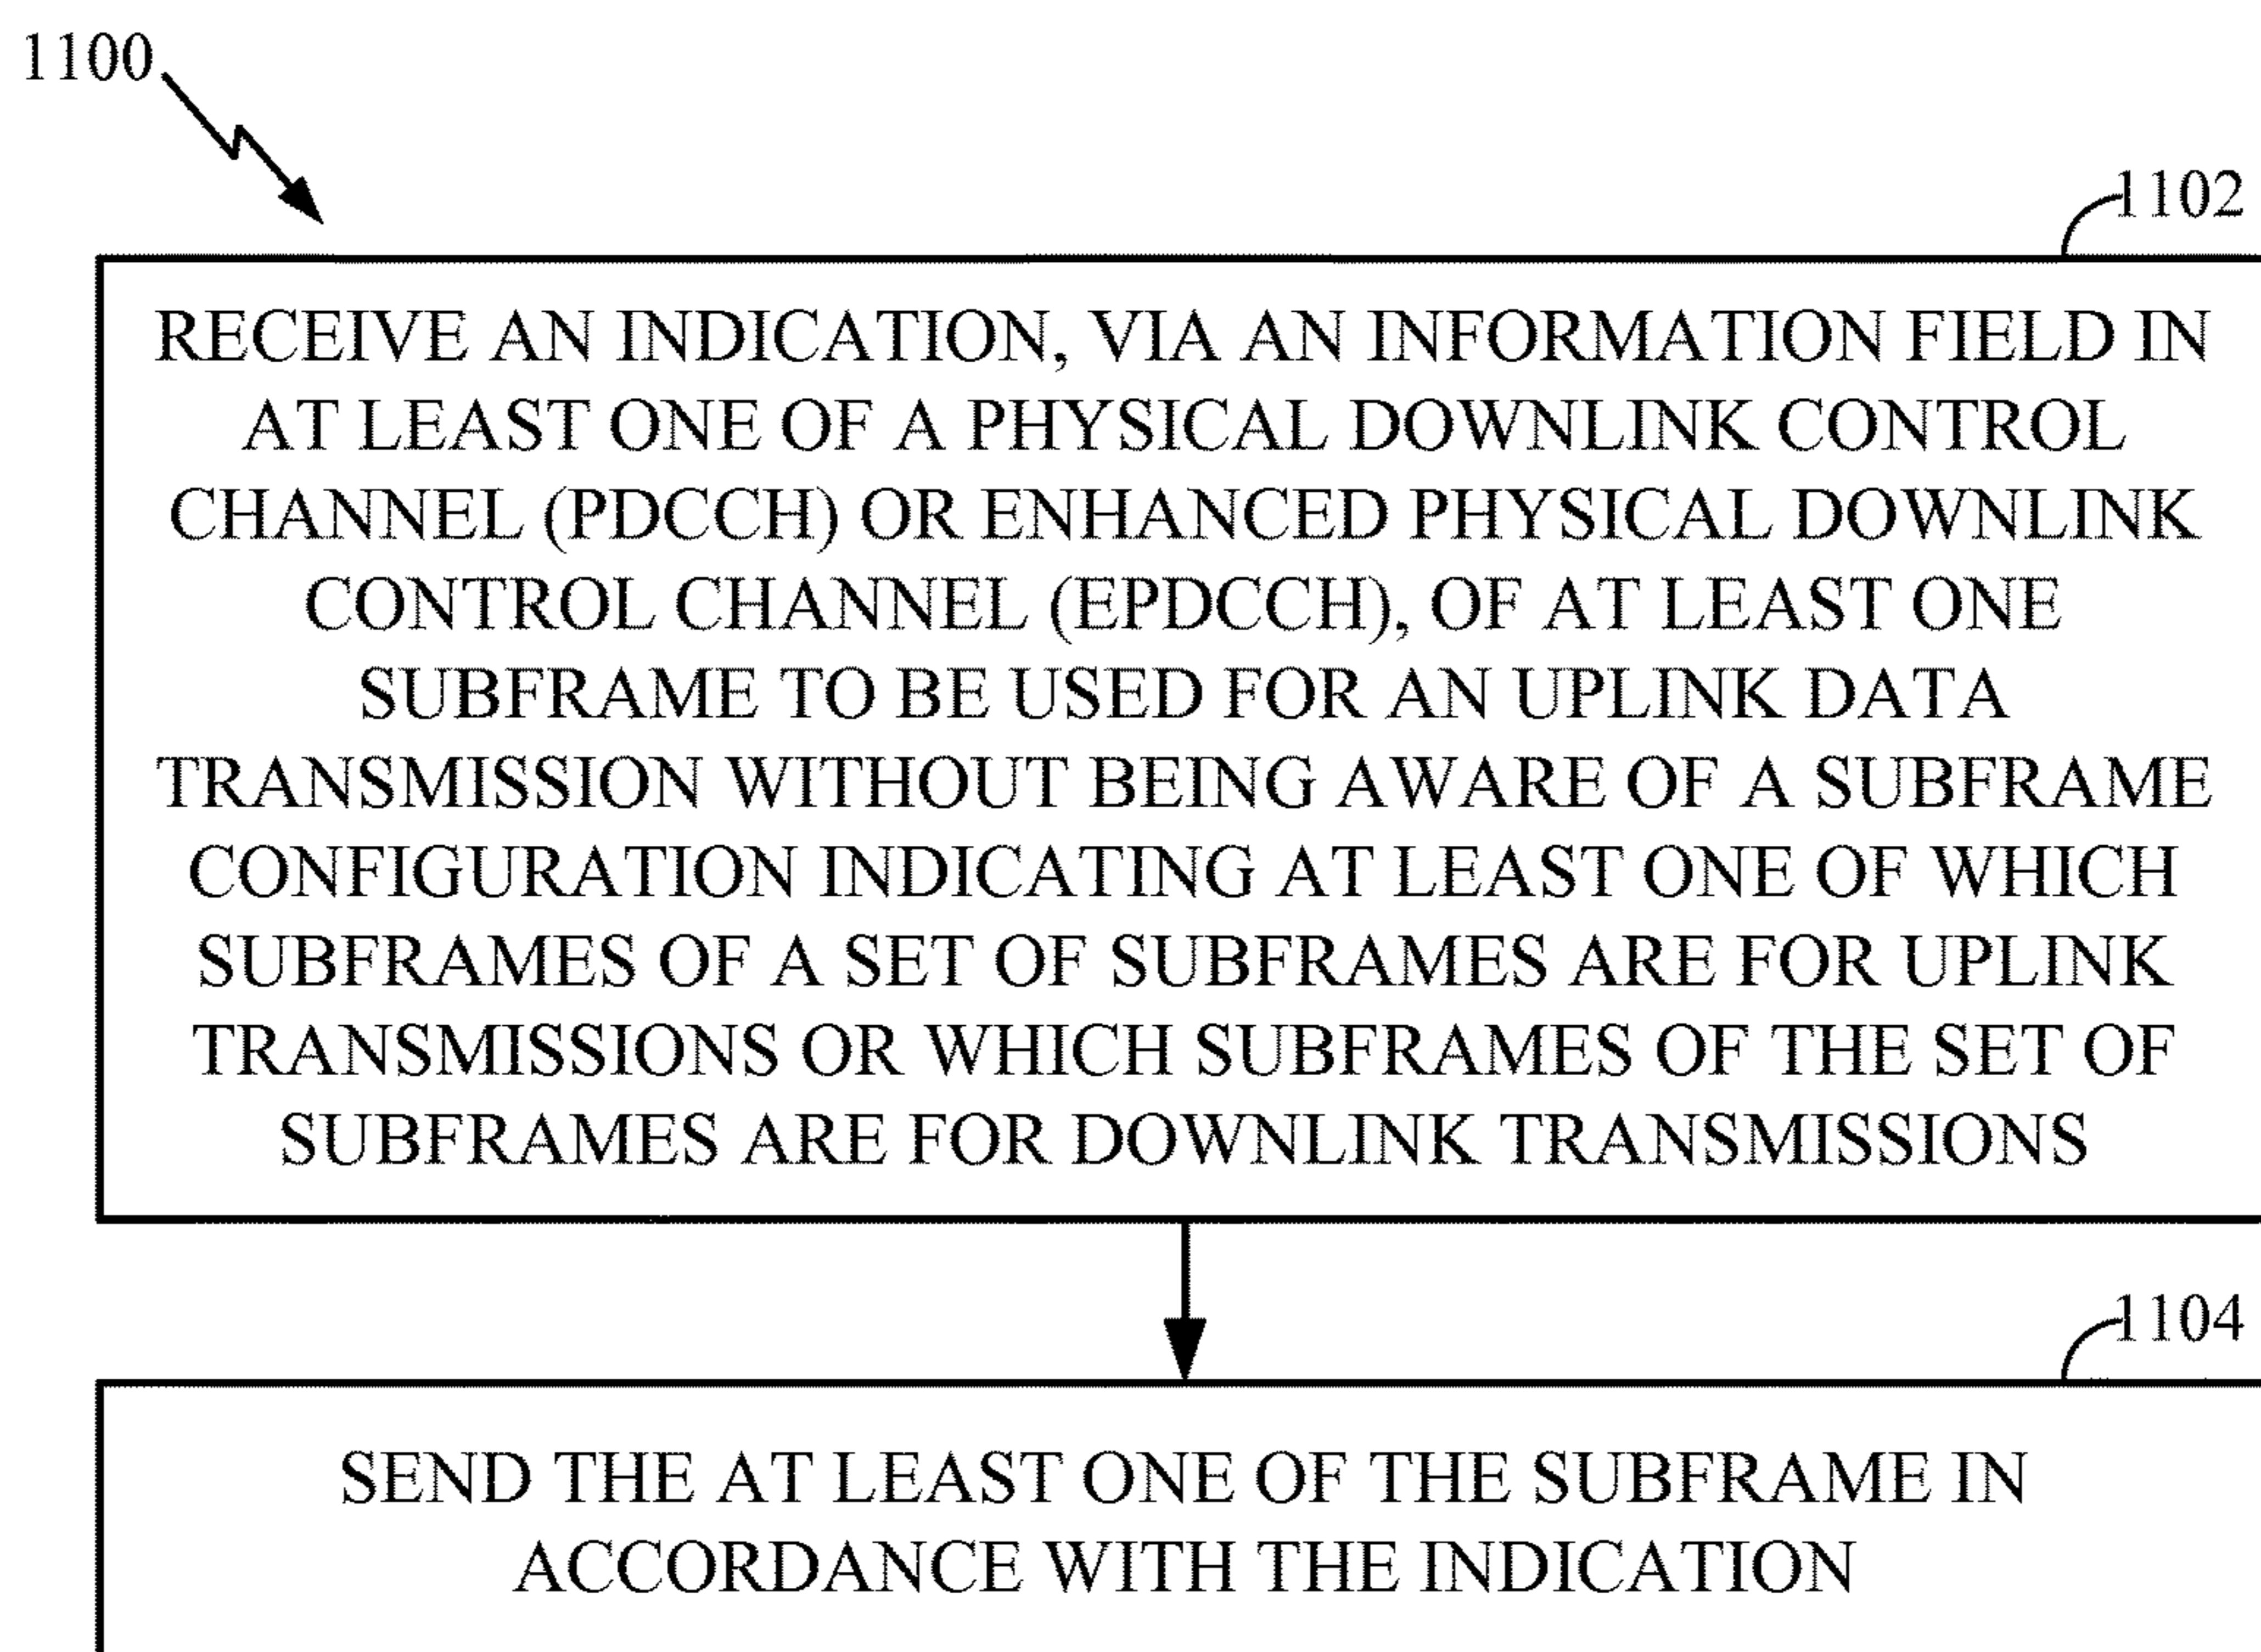 1100
1102
RECEIVE AN INDICATION, VIA AN INFORMATION FIELD IN
AT LEAST ONE OF A PHYSICAL DOWNLINK CONTROL
CHANNEL (PDCCH) OR ENHANCED PHYSICAL DOWNLINK
CONTROL CHANNEL (EPDCCH), OF AT LEAST ONE
SUBFRAME TO BE USED FOR AN UPLINK DATA
TRANSMISSION WITHOUT BEING AWARE OF A SUBFRAME
CONFIGURATION INDICATING AT LEAST ONE OF WHICH
SUBFRAMES OF A SET OF SUBFRAMES ARE FOR UPLINK
TRANSMISSIONS OR WHICH SUBFRAMES OF THE SET OF
SUBFRAMES ARE FOR DOWNLINK TRANSMISSIONS
1104
SEND THE AT LEAST ONE OF THE SUBFRAME IN
ACCORDANCE WITH THE INDICATION